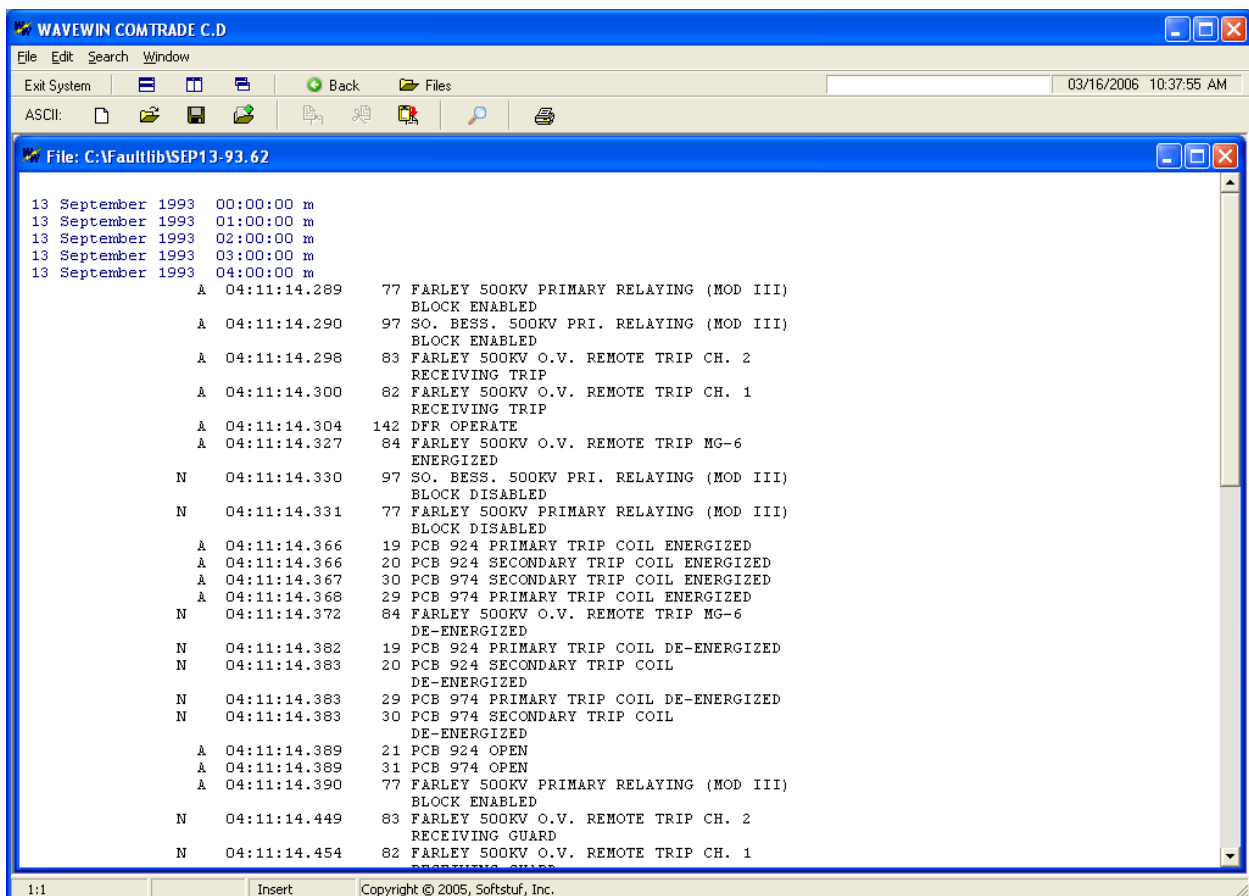 WAVEWIN COMTRADE C.D
File Edit Search Window
Exit System Back Files 03/16/2006 10:37:55 AM
ASCII:
File: C:\Faultlib\SEP13-93.62
13 September 1993 00:00:00 m
13 September 1993 01:00:00 m
13 September 1993 02:00:00 m
13 September 1993 03:00:00 m
13 September 1993 04:00:00 m
A 04:11:14.289 77 FARLEY 500KV PRIMARY RELAYING (MOD III)
BLOCK ENABLED
A 04:11:14.290 97 SO. BESS. 500KV PRI. RELAYING (MOD III)
BLOCK ENABLED
A 04:11:14.298 83 FARLEY 500KV O.V. REMOTE TRIP CH. 2
RECEIVING TRIP
A 04:11:14.300 82 FARLEY 500KV O.V. REMOTE TRIP CH. 1
RECEIVING TRIP
A 04:11:14.304 142 DFR OPERATE
A 04:11:14.327 84 FARLEY 500KV O.V. REMOTE TRIP MG-6
ENERGIZED
N 04:11:14.330 97 SO. BESS. 500KV PRI. RELAYING (MOD III)
BLOCK DISABLED
N 04:11:14.331 77 FARLEY 500KV PRIMARY RELAYING (MOD III)
BLOCK DISABLED
A 04:11:14.366 19 PCB 924 PRIMARY TRIP COIL ENERGIZED
A 04:11:14.366 20 PCB 924 SECONDARY TRIP COIL ENERGIZED
A 04:11:14.367 30 PCB 974 SECONDARY TRIP COIL ENERGIZED
A 04:11:14.368 29 PCB 974 PRIMARY TRIP COIL ENERGIZED
N 04:11:14.372 84 FARLEY 500KV O.V. REMOTE TRIP MG-6
DE-ENERGIZED
N 04:11:14.382 19 PCB 924 PRIMARY TRIP COIL DE-ENERGIZED
N 04:11:14.383 20 PCB 924 SECONDARY TRIP COIL
DE-ENERGIZED
N 04:11:14.383 29 PCB 974 PRIMARY TRIP COIL DE-ENERGIZED
N 04:11:14.383 30 PCB 974 SECONDARY TRIP COIL
DE-ENERGIZED
A 04:11:14.389 21 PCB 924 OPEN
A 04:11:14.389 31 PCB 974 OPEN
A 04:11:14.390 77 FARLEY 500KV PRIMARY RELAYING (MOD III)
BLOCK ENABLED
N 04:11:14.449 83 FARLEY 500KV O.V. REMOTE TRIP CH. 2
RECEIVING GUARD
N 04:11:14.454 82 FARLEY 500KV O.V. REMOTE TRIP CH. 1
1:1 Insert Copyright © 2005, Softstuf, Inc.